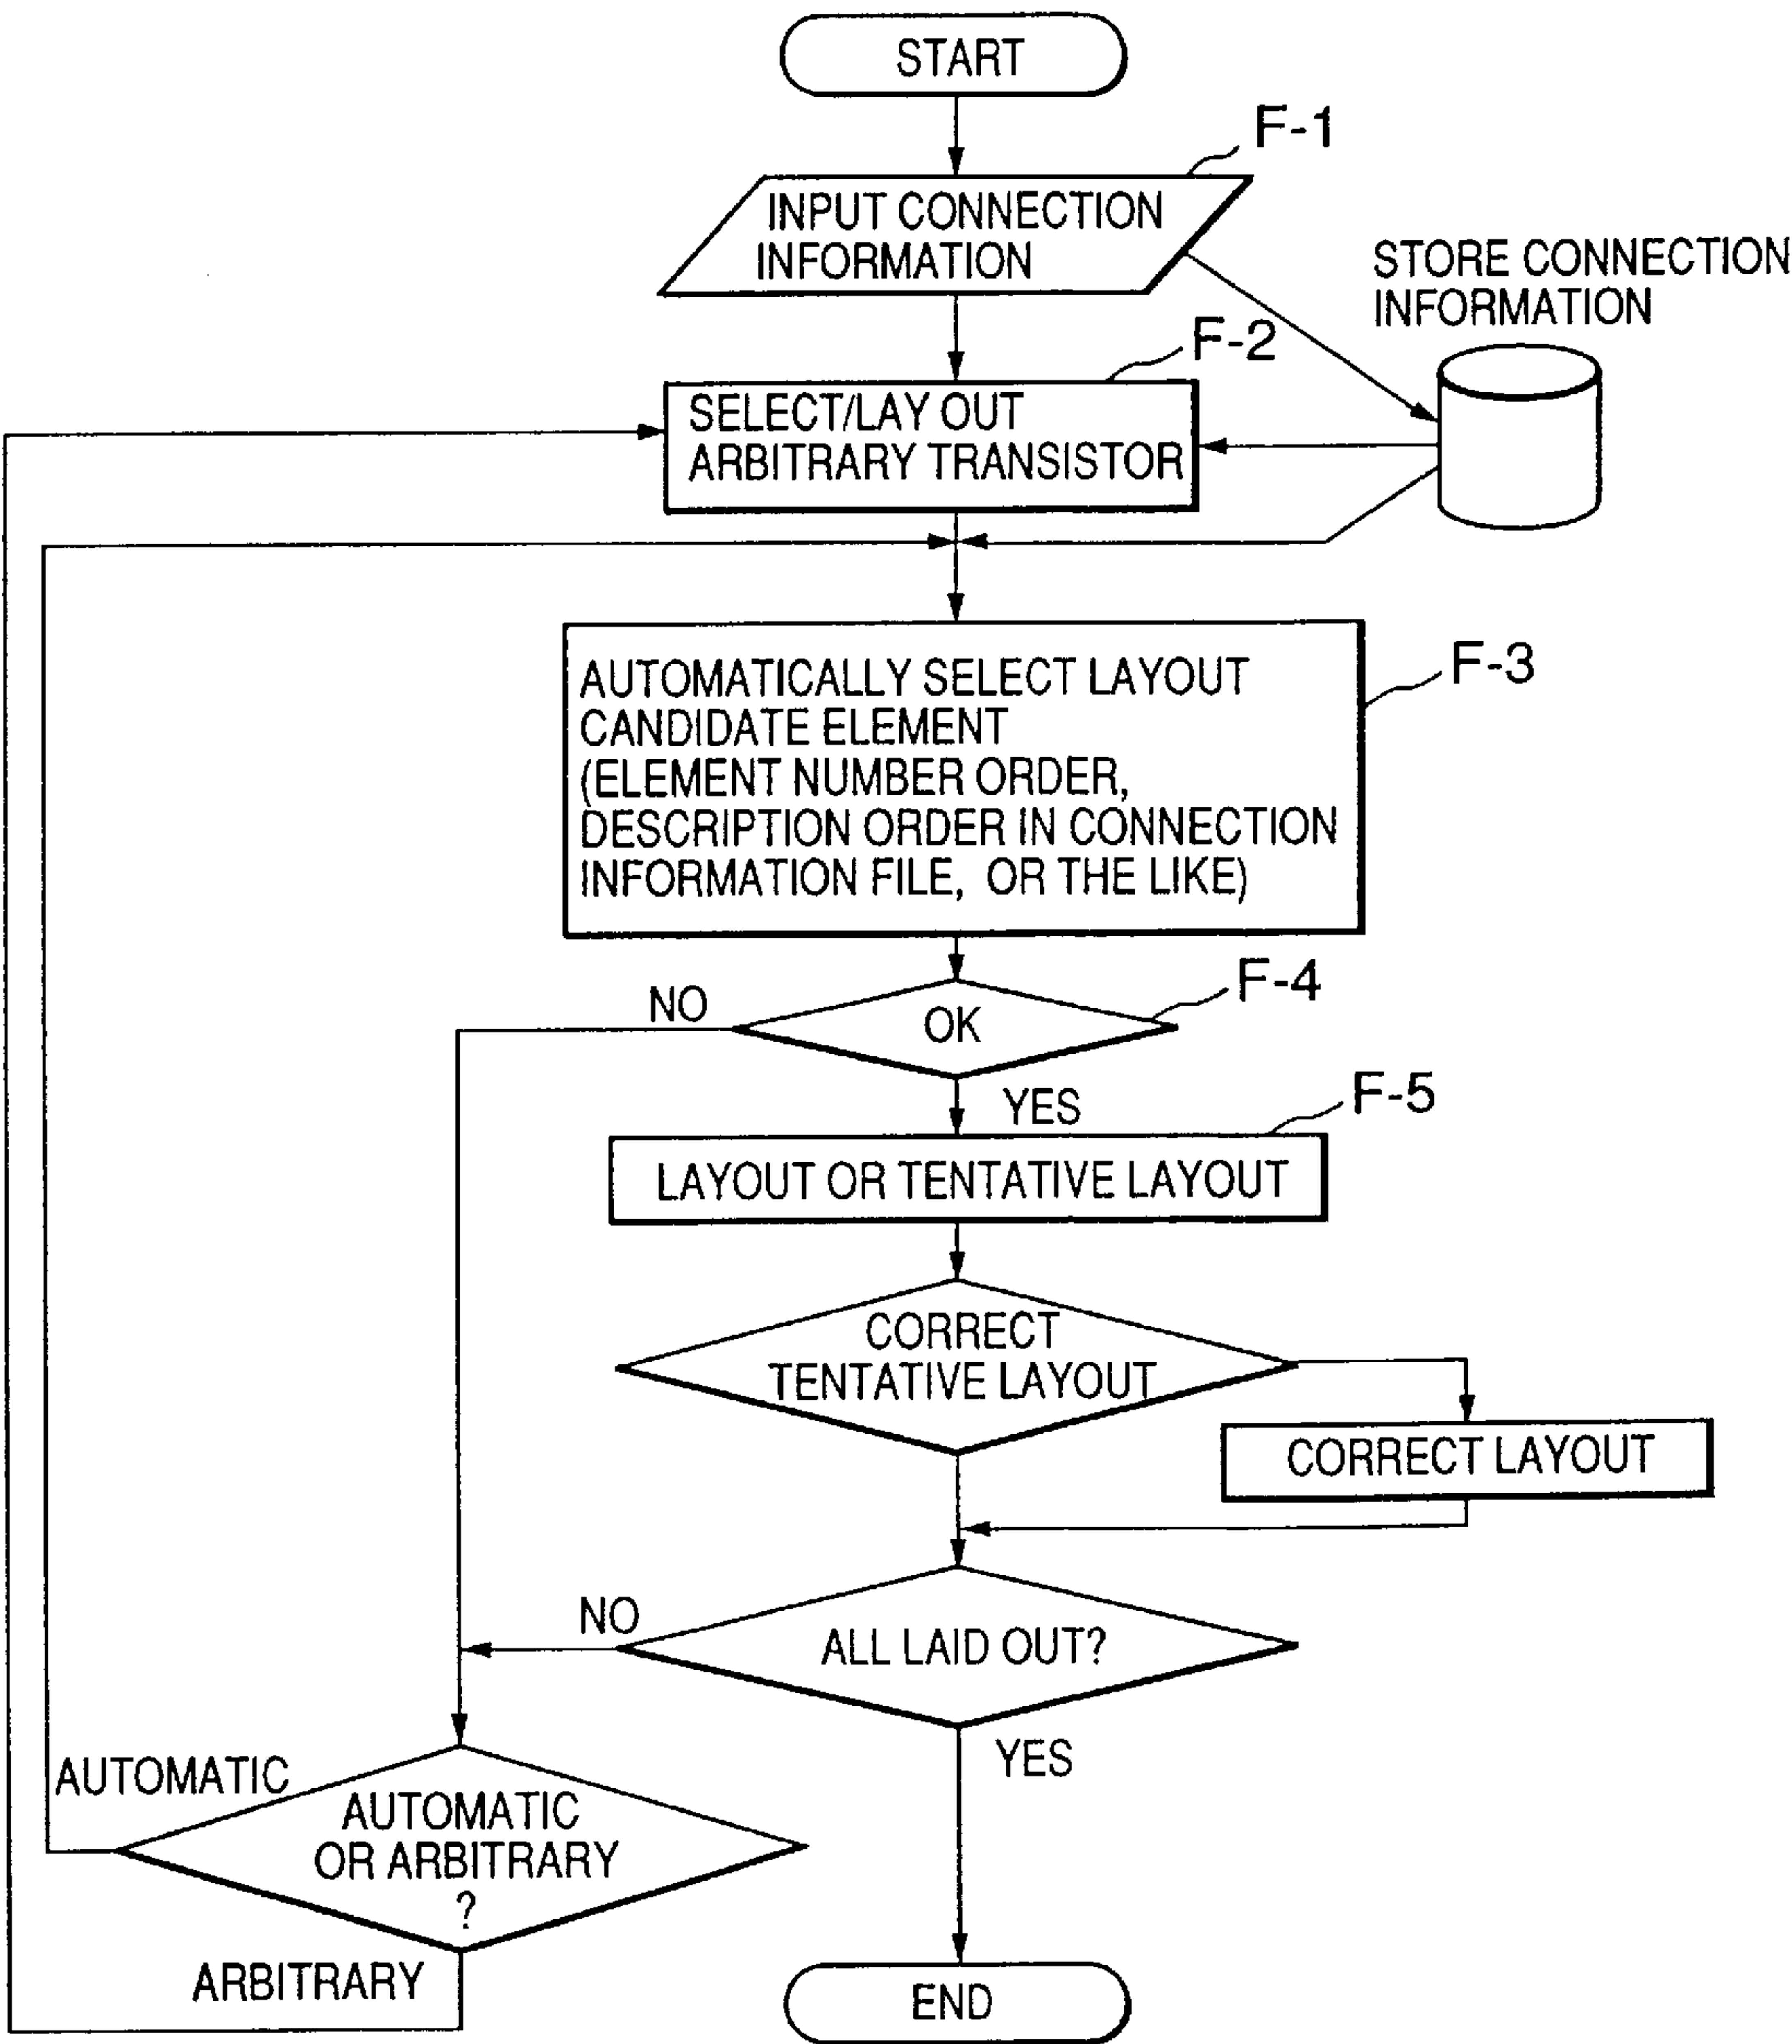 START
F-1
INPUT CONNECTION
INFORMATION
STORE CONNECTION
INFORMATION
F-2
SELECT/LAY OUT
ARBITRARY TRANSISTOR
F-3
AUTOMATICALLY SELECT LAYOUT
CANDIDATE ELEMENT
(ELEMENT NUMBER ORDER,
DESCRIPTION ORDER IN CONNECTION
INFORMATION FILE, OR THE LIKE)
F-4
NO
OK
YES
F-5
LAYOUT OR TENTATIVE LAYOUT
CORRECT
TENTATIVE LAYOUT
CORRECT LAYOUT
NO
ALL LAID OUT?
YES
AUTOMATIC
AUTOMATIC
OR ARBITRARY
?
ARBITRARY
END